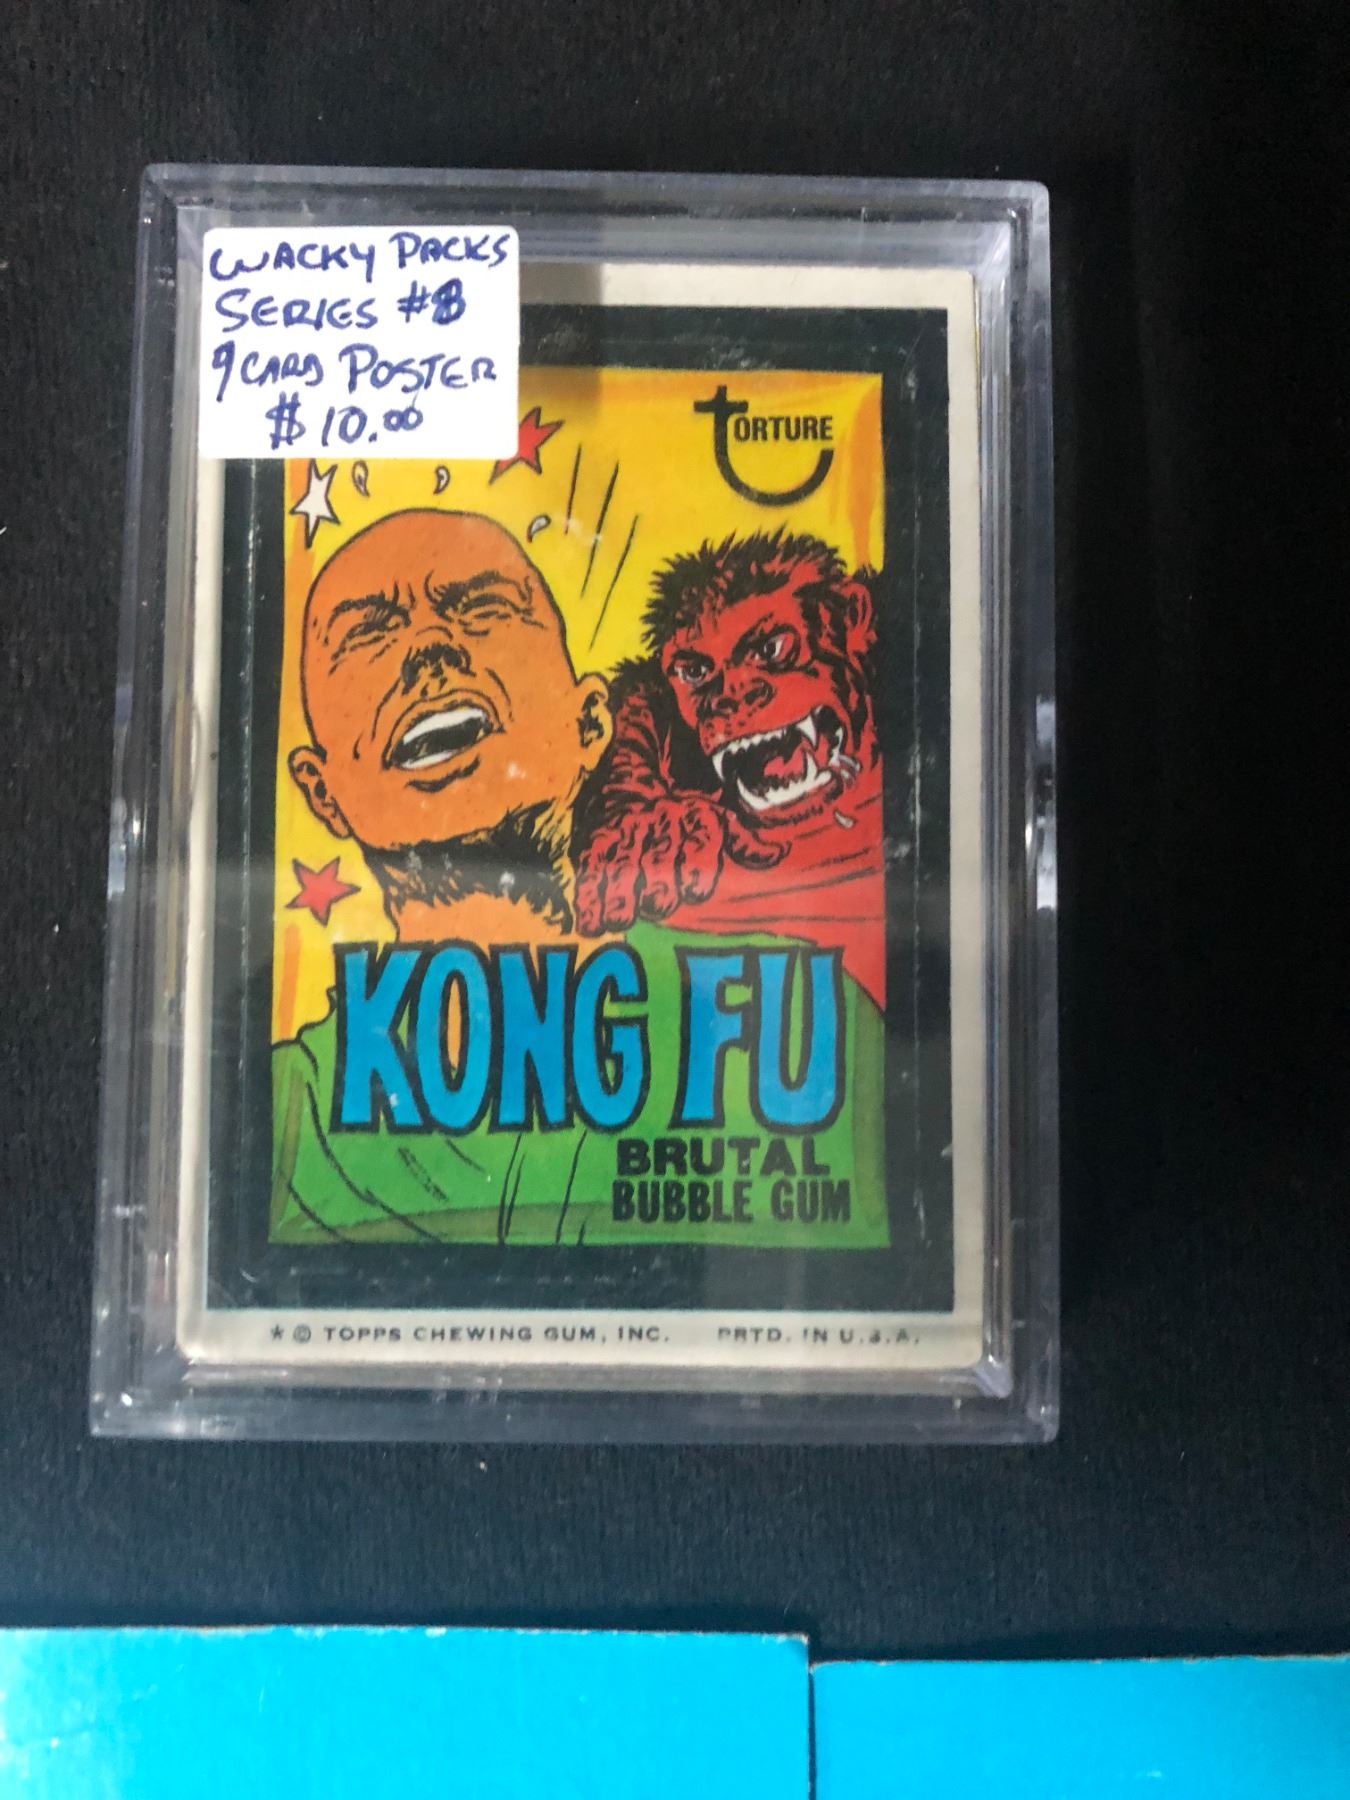 WACKY PACKS
SERIES #8
9 CARD POSTER
$10.00
TORTURE
KONG FU
BRUTAL
BUBBLE GUM
* © TOPPS CHEWING GUM, INC. PRTD. IN U.S.A.